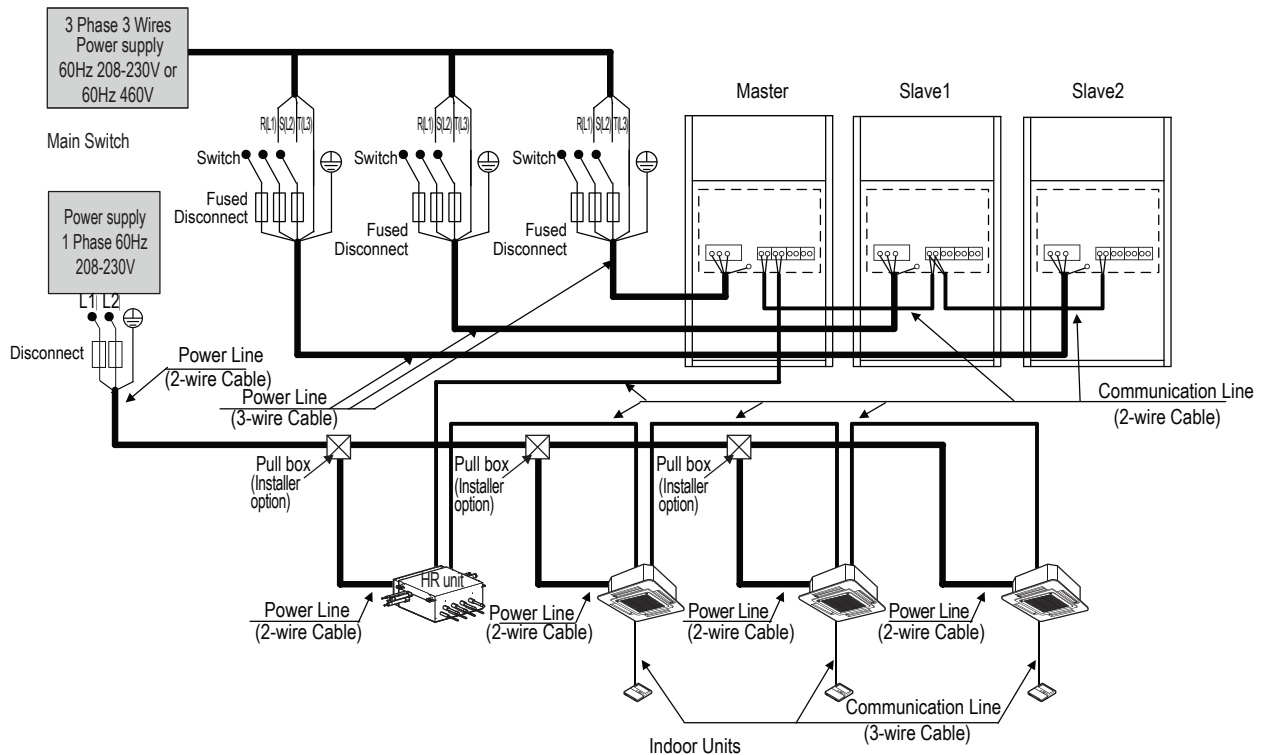 3 Phase 3 Wires
Power supply
60Hz 208-230V or
60Hz 460V
Main Switch
R(L1) S(L2) T(L3)
R(L1) S(L2) T(L3)
R(L1) S(L2) T(L3)
Switch
Switch
Switch
Fused
Disconnect
Fused
Disconnect
Fused
Disconnect
Master
Slave1
Slave2
Power supply
1 Phase 60Hz
208-230V
L1 L2
Disconnect
Power Line
(2-wire Cable)
Power Line
(3-wire Cable)
Communication Line
(2-wire Cable)
Pull box
(Installer
option)
Pull box
(Installer
option)
Pull box
(Installer
option)
HR unit
Power Line
(2-wire Cable)
Power Line
(2-wire Cable)
Power Line
(2-wire Cable)
Power Line
(2-wire Cable)
Communication Line
(3-wire Cable)
Indoor Units